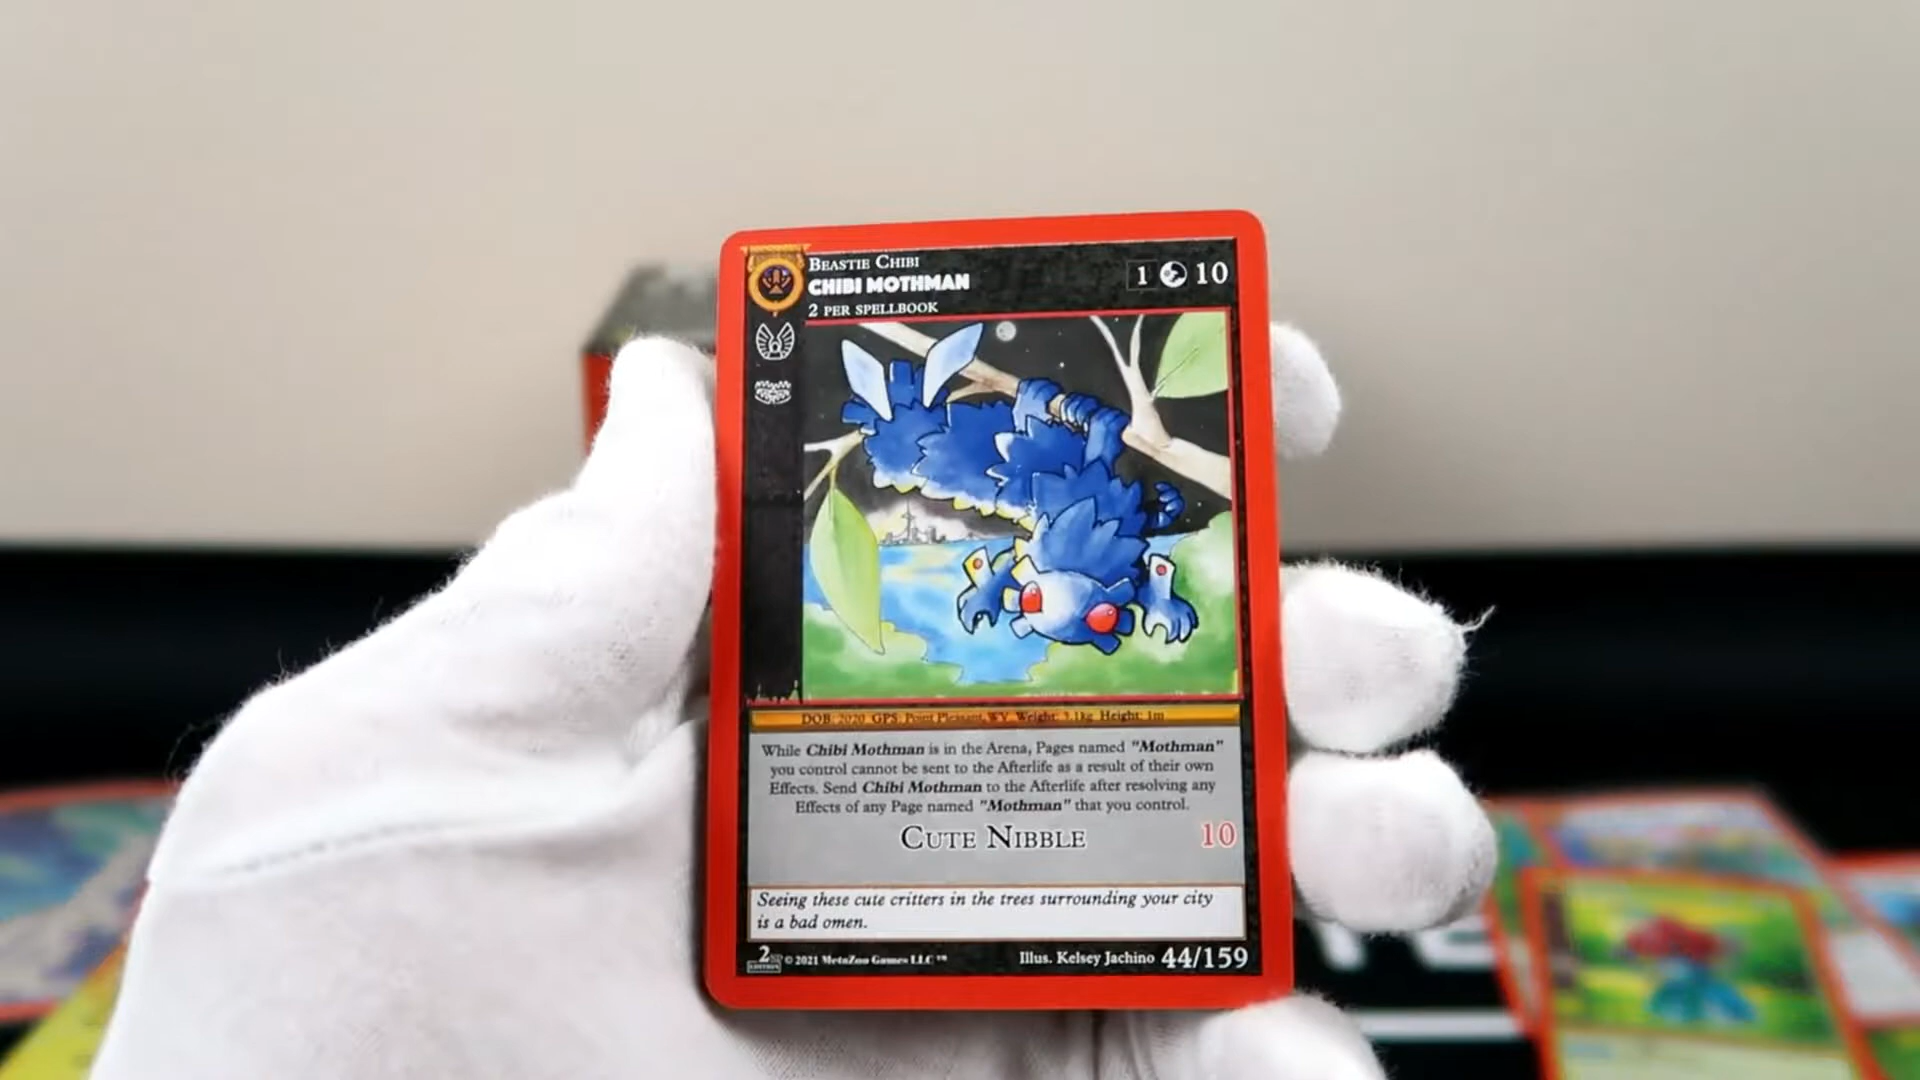 BEASTIE CHIBI
CHIBI MOTHMAN
2 PER SPELLBOOK
1 10
DOB: 2020 GPS: Point Pleasant, WV Weight: 3.1kg Height: 1m
While Chibi Mothman is in the Arena, Pages named "Mothman"
you control cannot be sent to the Afterlife as a result of their own
Effects. Send Chibi Mothman to the Afterlife after resolving any
Effects of any Page named "Mothman" that you control.
CUTE NIBBLE 10
Seeing these cute critters in the trees surrounding your city
is a bad omen.
2ND EDITION © 2021 MetaZoo Games LLC ™ Illus. Kelsey Jachino 44/159